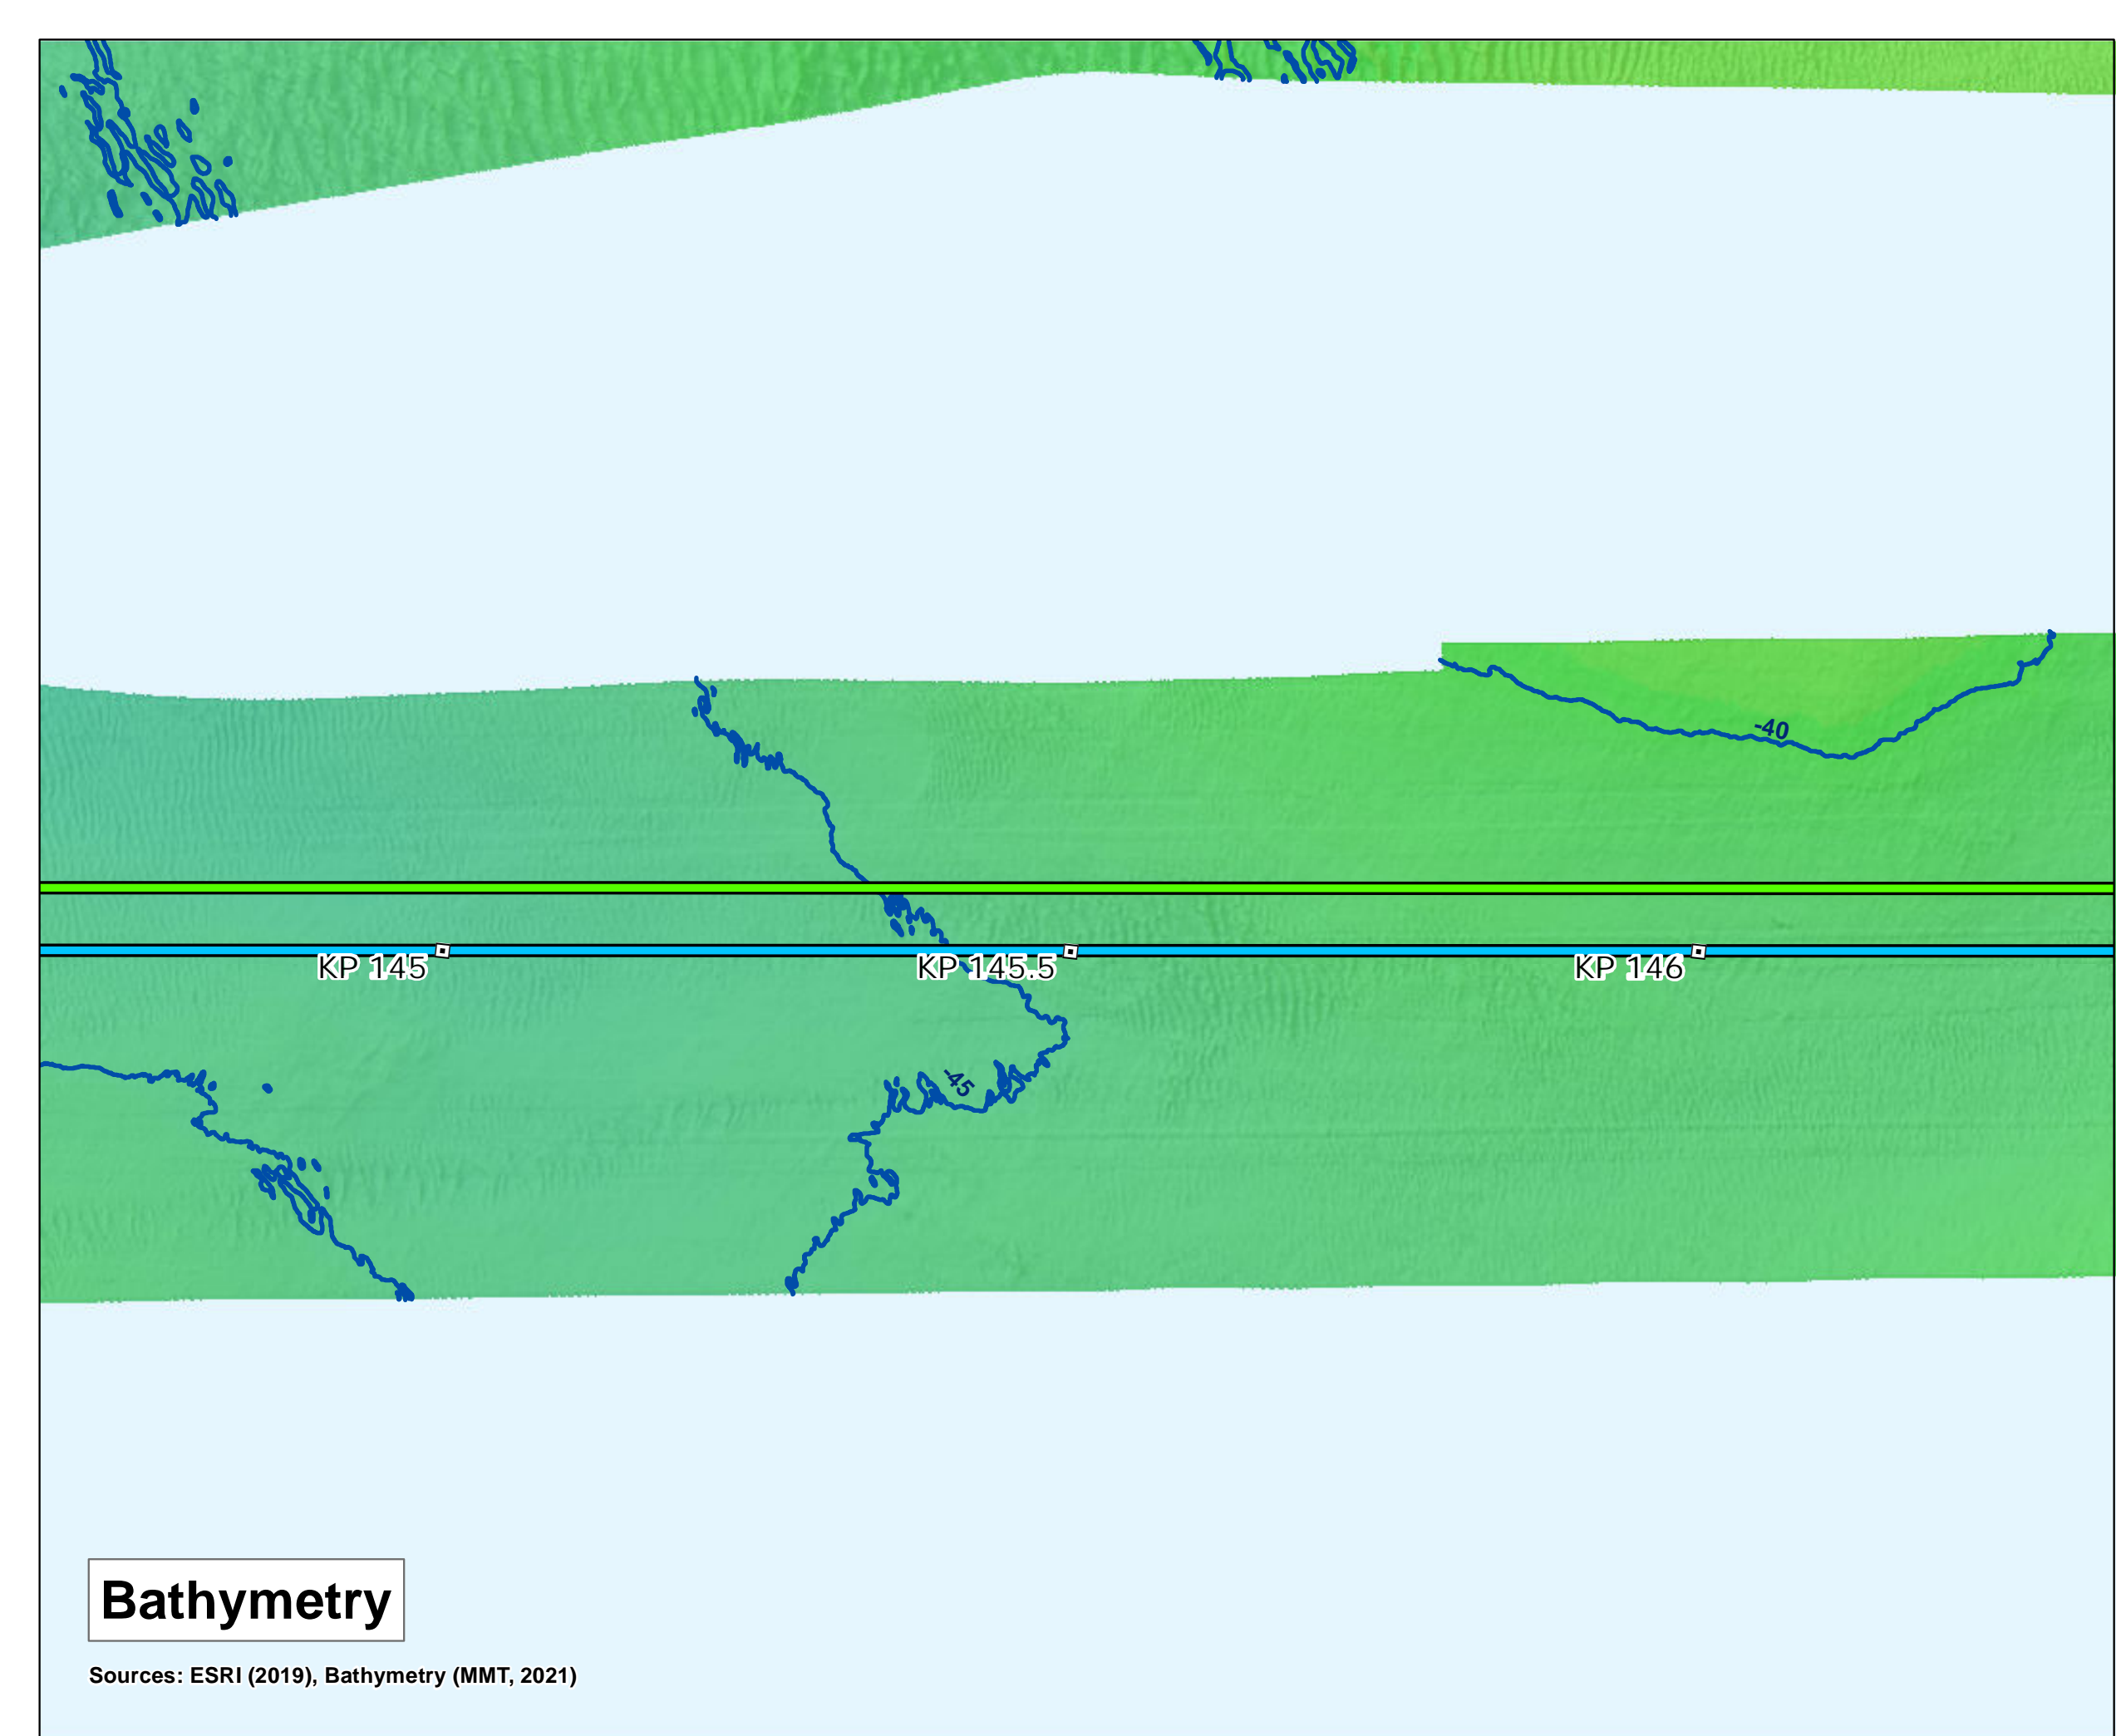 -40
KP 145
KP 145.5
KP 146
-45
Bathymetry
Sources: ESRI (2019), Bathymetry (MMT, 2021)